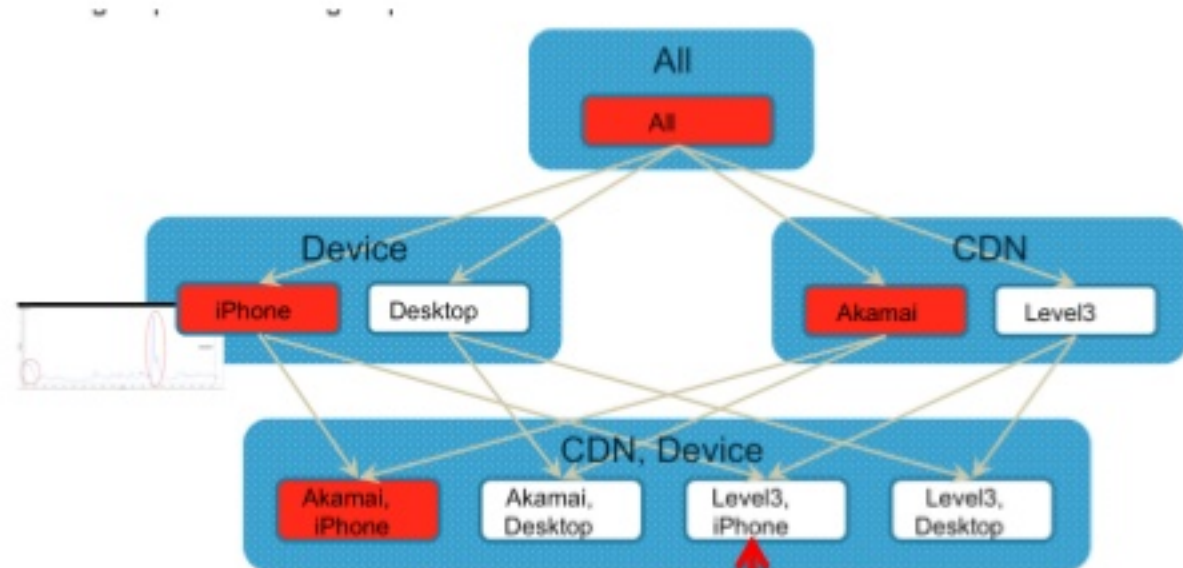 All
All
Device
CDN
iPhone
Desktop
Akamai
Level3
CDN, Device
Akamai,
iPhone
Akamai,
Desktop
Level3,
iPhone
Level3,
Desktop